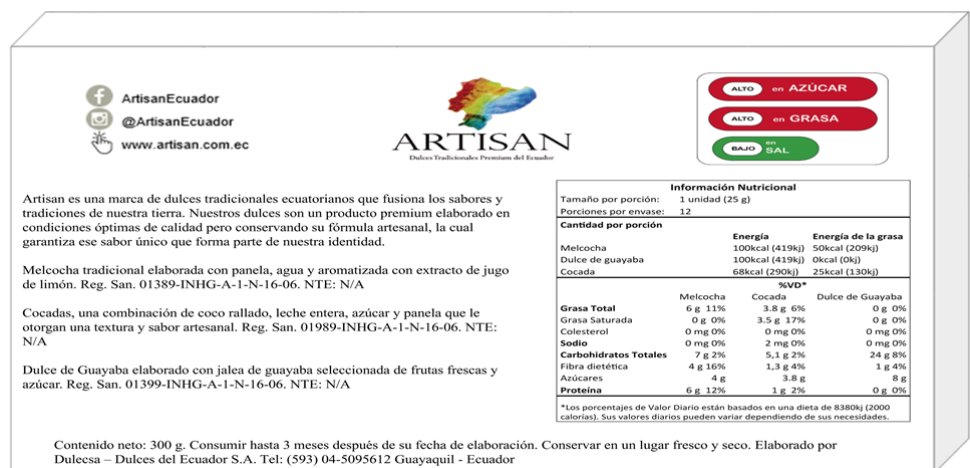 ArtisanEcuador
@ArtisanEcuador
www.artisan.com.ec
ARTISAN
Dulces Tradicionales Premium del Ecuador
ALTO en AZÚCAR
ALTO en GRASA
BAJO en SAL
Artisan es una marca de dulces tradicionales ecuatorianos que fusiona los sabores y
tradiciones de nuestra tierra. Nuestros dulces son un producto premium elaborado en
condiciones óptimas de calidad pero conservando su fórmula artesanal, la cual
garantiza ese sabor único que forma parte de nuestra identidad.
Melcocha tradicional elaborada con panela, agua y aromatizada con extracto de jugo
de limón. Reg. San. 01389-INHG-A-1-N-16-06. NTE: N/A
Cocadas, una combinación de coco rallado, leche entera, azúcar y panela que le
otorgan una textura y sabor artesanal. Reg. San. 01989-INHG-A-1-N-16-06. NTE:
N/A
Dulce de Guayaba elaborado con jalea de guayaba seleccionada de frutas frescas y
azúcar. Reg. San. 01399-INHG-A-1-N-16-06. NTE: N/A
Información Nutricional
Tamaño por porción: 1 unidad (25 g)
Porciones por envase: 12
Cantidad por porción
Energía Energía de la grasa
Melcocha 100kcal (419kj) 50kcal (209kj)
Dulce de guayaba 100kcal (419kj) 0kcal (0kj)
Cocada 68kcal (290kj) 25kcal (130kj)
%VD*
Melcocha Cocada Dulce de Guayaba
Grasa Total 6 g 11% 3.8 g 6% 0 g 0%
Grasa Saturada 0 g 0% 3.5 g 17% 0 g 0%
Colesterol 0 mg 0% 0 mg 0% 0 mg 0%
Sodio 0 mg 0% 2 mg 0% 0 mg 0%
Carbohidratos Totales 7 g 2% 5,1 g 2% 24 g 8%
Fibra dietética 4 g 16% 1,3 g 4% 1 g 4%
Azúcares 4 g 3.8 g 8 g
Proteína 6 g 12% 1 g 2% 0 g 0%
*Los porcentajes de Valor Diario están basados en una dieta de 8380kj (2000
calorías). Sus valores diarios pueden variar dependiendo de sus necesidades.
Contenido neto: 300 g. Consumir hasta 3 meses después de su fecha de elaboración. Conservar en un lugar fresco y seco. Elaborado por
Dulecsa – Dulces del Ecuador S.A. Tel: (593) 04-5095612 Guayaquil - Ecuador